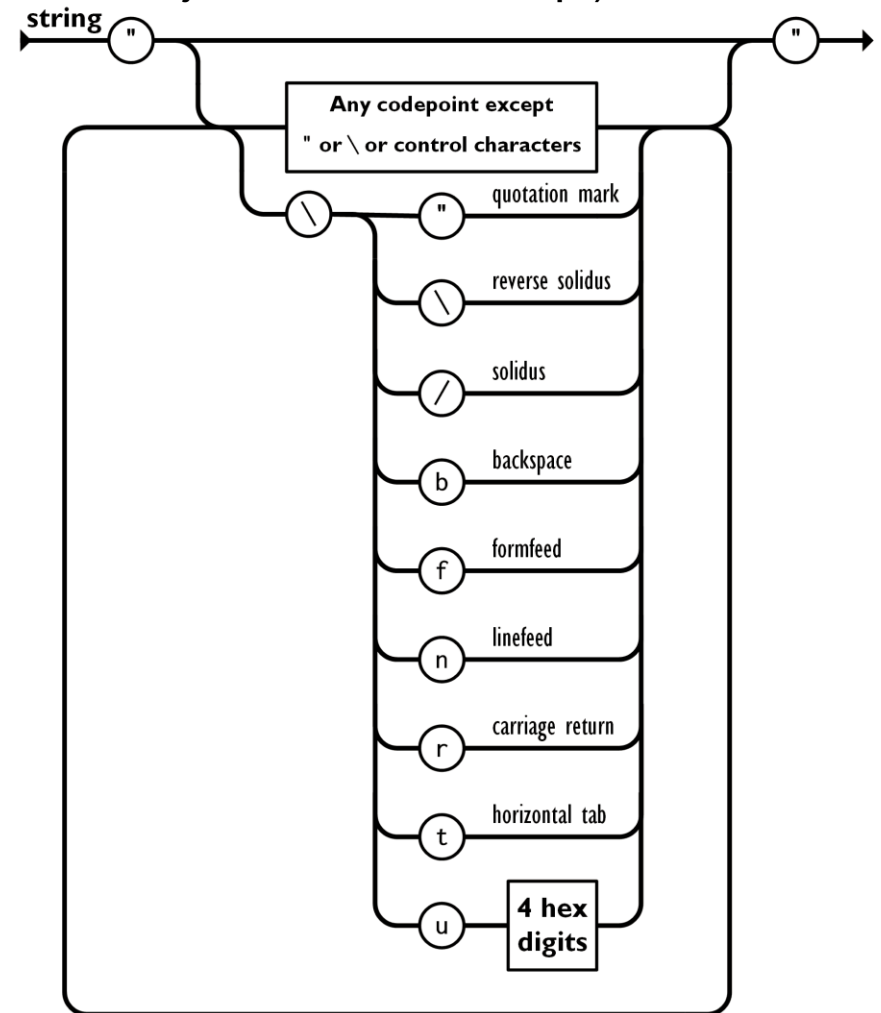 string
" "
Any codepoint except
" or \ or control characters
\ " quotation mark
\ reverse solidus
/ solidus
b backspace
f formfeed
n linefeed
r carriage return
t horizontal tab
u 4 hex
digits